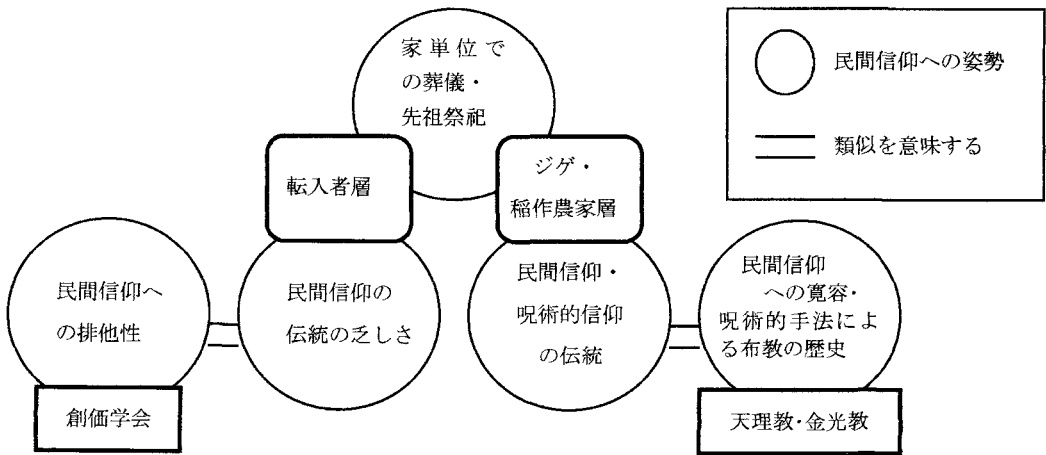 家単位で
の葬儀・
先祖祭祀
民間信仰への姿勢
類似を意味する
転入者層
ジゲ・
稲作農家層
民間信仰へ
の排他性
民間信仰の
伝統の乏しさ
民間信仰・
呪術的信仰
の伝統
民間信仰
への寛容・
呪術的手法によ
る布教の歴史
創価学会
天理教・金光教